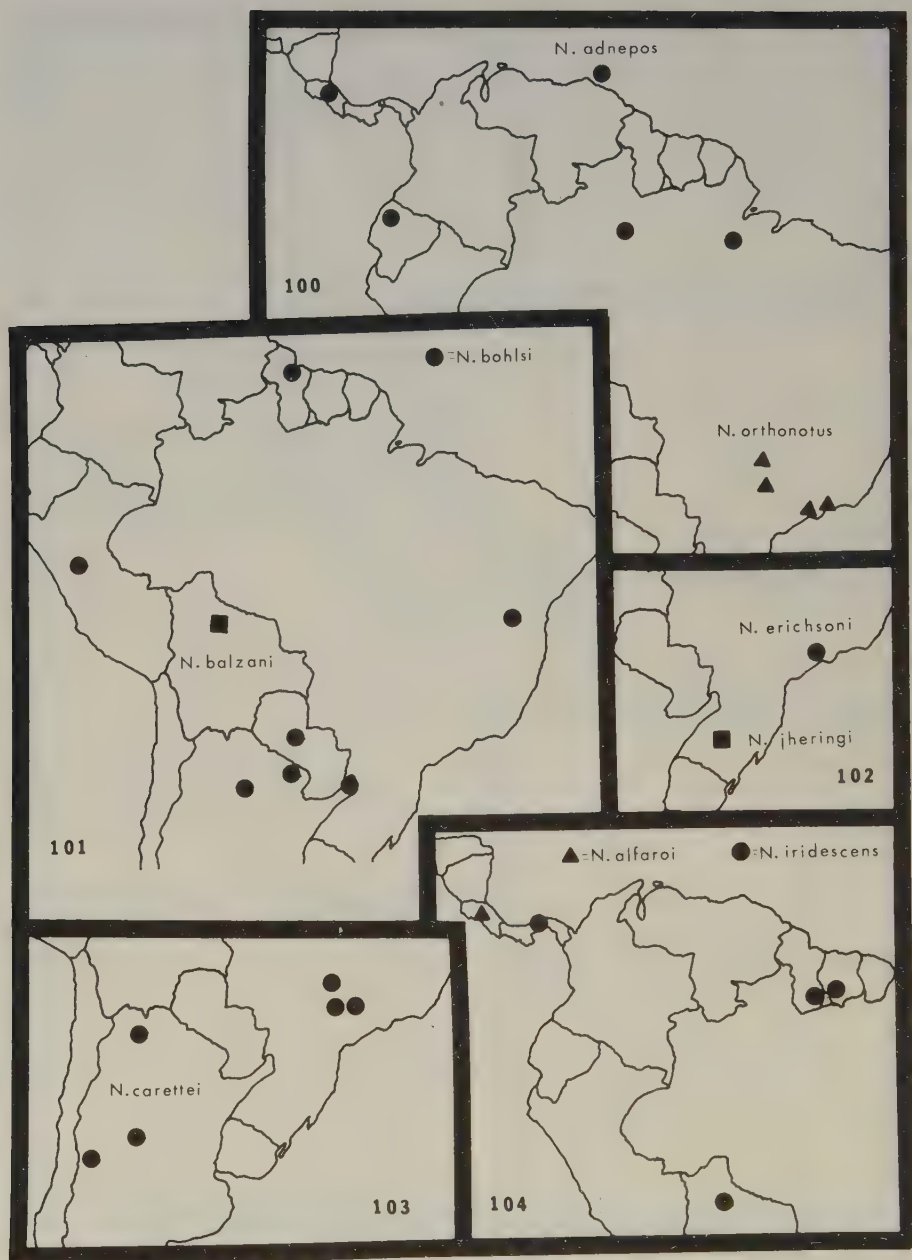 N. adnepos
100
N. orthonotus
●=N. bohlsi
N. balzani
101
N. erichsoni
N. jheringi
102
▲=N. alfaroi ●=N. iridescens
N. carettei
103
104